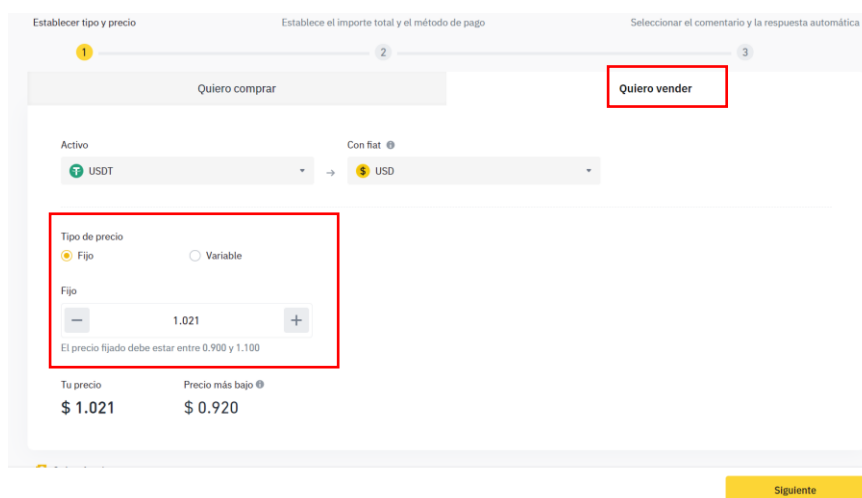 Establecer tipo y precio
Establece el importe total y el método de pago
Seleccionar el comentario y la respuesta automática
1
2
3
Quiero comprar
Quiero vender
Activo
Con fiat
USDT
→
USD
Tipo de precio
Fijo
Variable
Fijo
− 1.021 +
El precio fijado debe estar entre 0.900 y 1.100
Tu precio
Precio más bajo
$ 1.021
$ 0.920
Siguiente